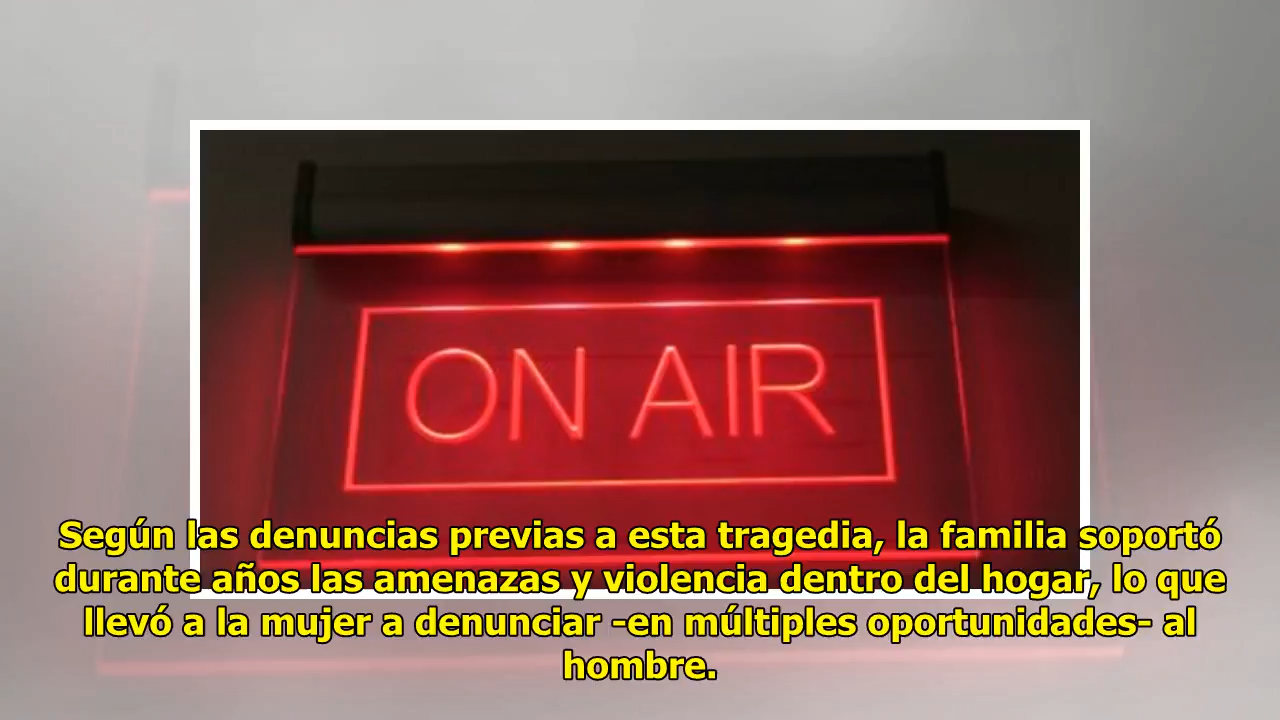 ON AIR
Según las denuncias previas a esta tragedia, la familia soportó
durante años las amenazas y violencia dentro del hogar, lo que
llevó a la mujer a denunciar -en múltiples oportunidades- al
hombre.